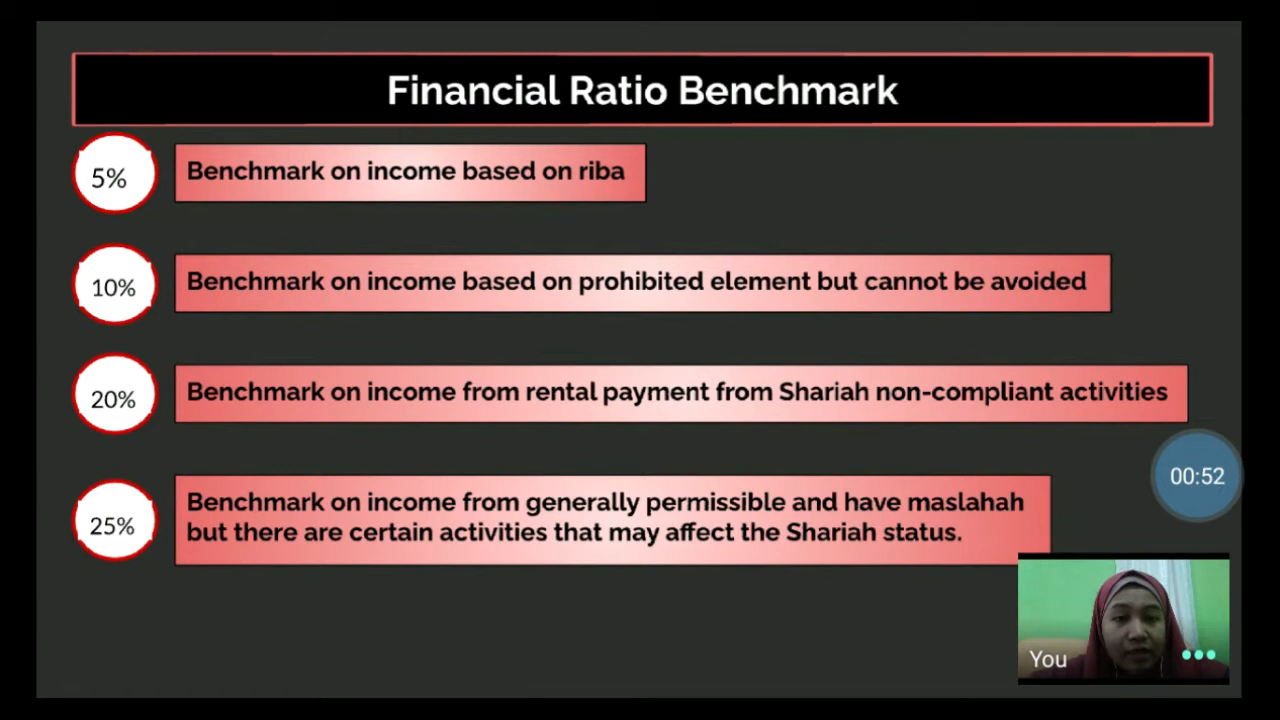 Financial Ratio Benchmark
5%
Benchmark on income based on riba
10%
Benchmark on income based on prohibited element but cannot be avoided
20%
Benchmark on income from rental payment from Shariah non-compliant activities
25%
Benchmark on income from generally permissible and have maslahah
but there are certain activities that may affect the Shariah status.
00:52
You